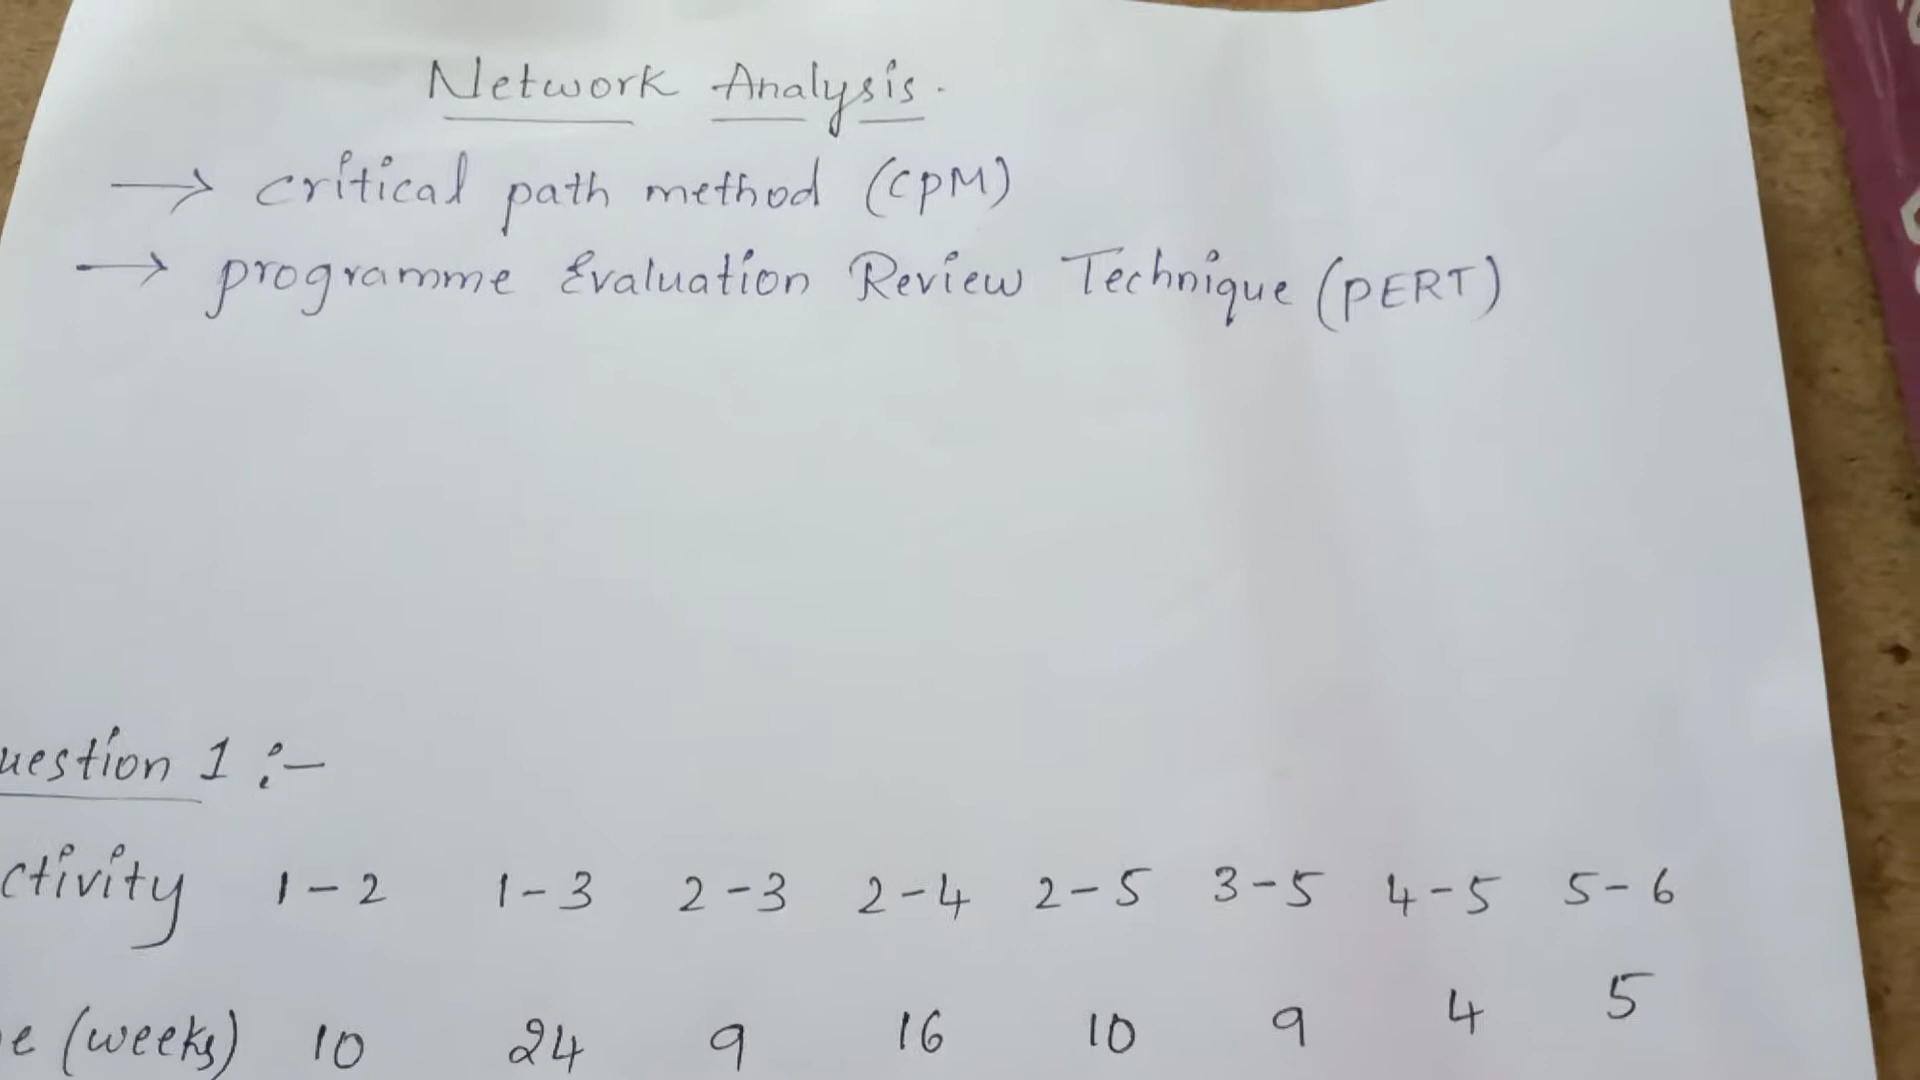 Network Analysis.
→ critical path method (CPM)
→ programme Evaluation Review Technique (PERT)
uestion 1 :-
ctivity 1-2 1-3 2-3 2-4 2-5 3-5 4-5 5-6
e (weeks) 10 24 9 16 10 9 4 5